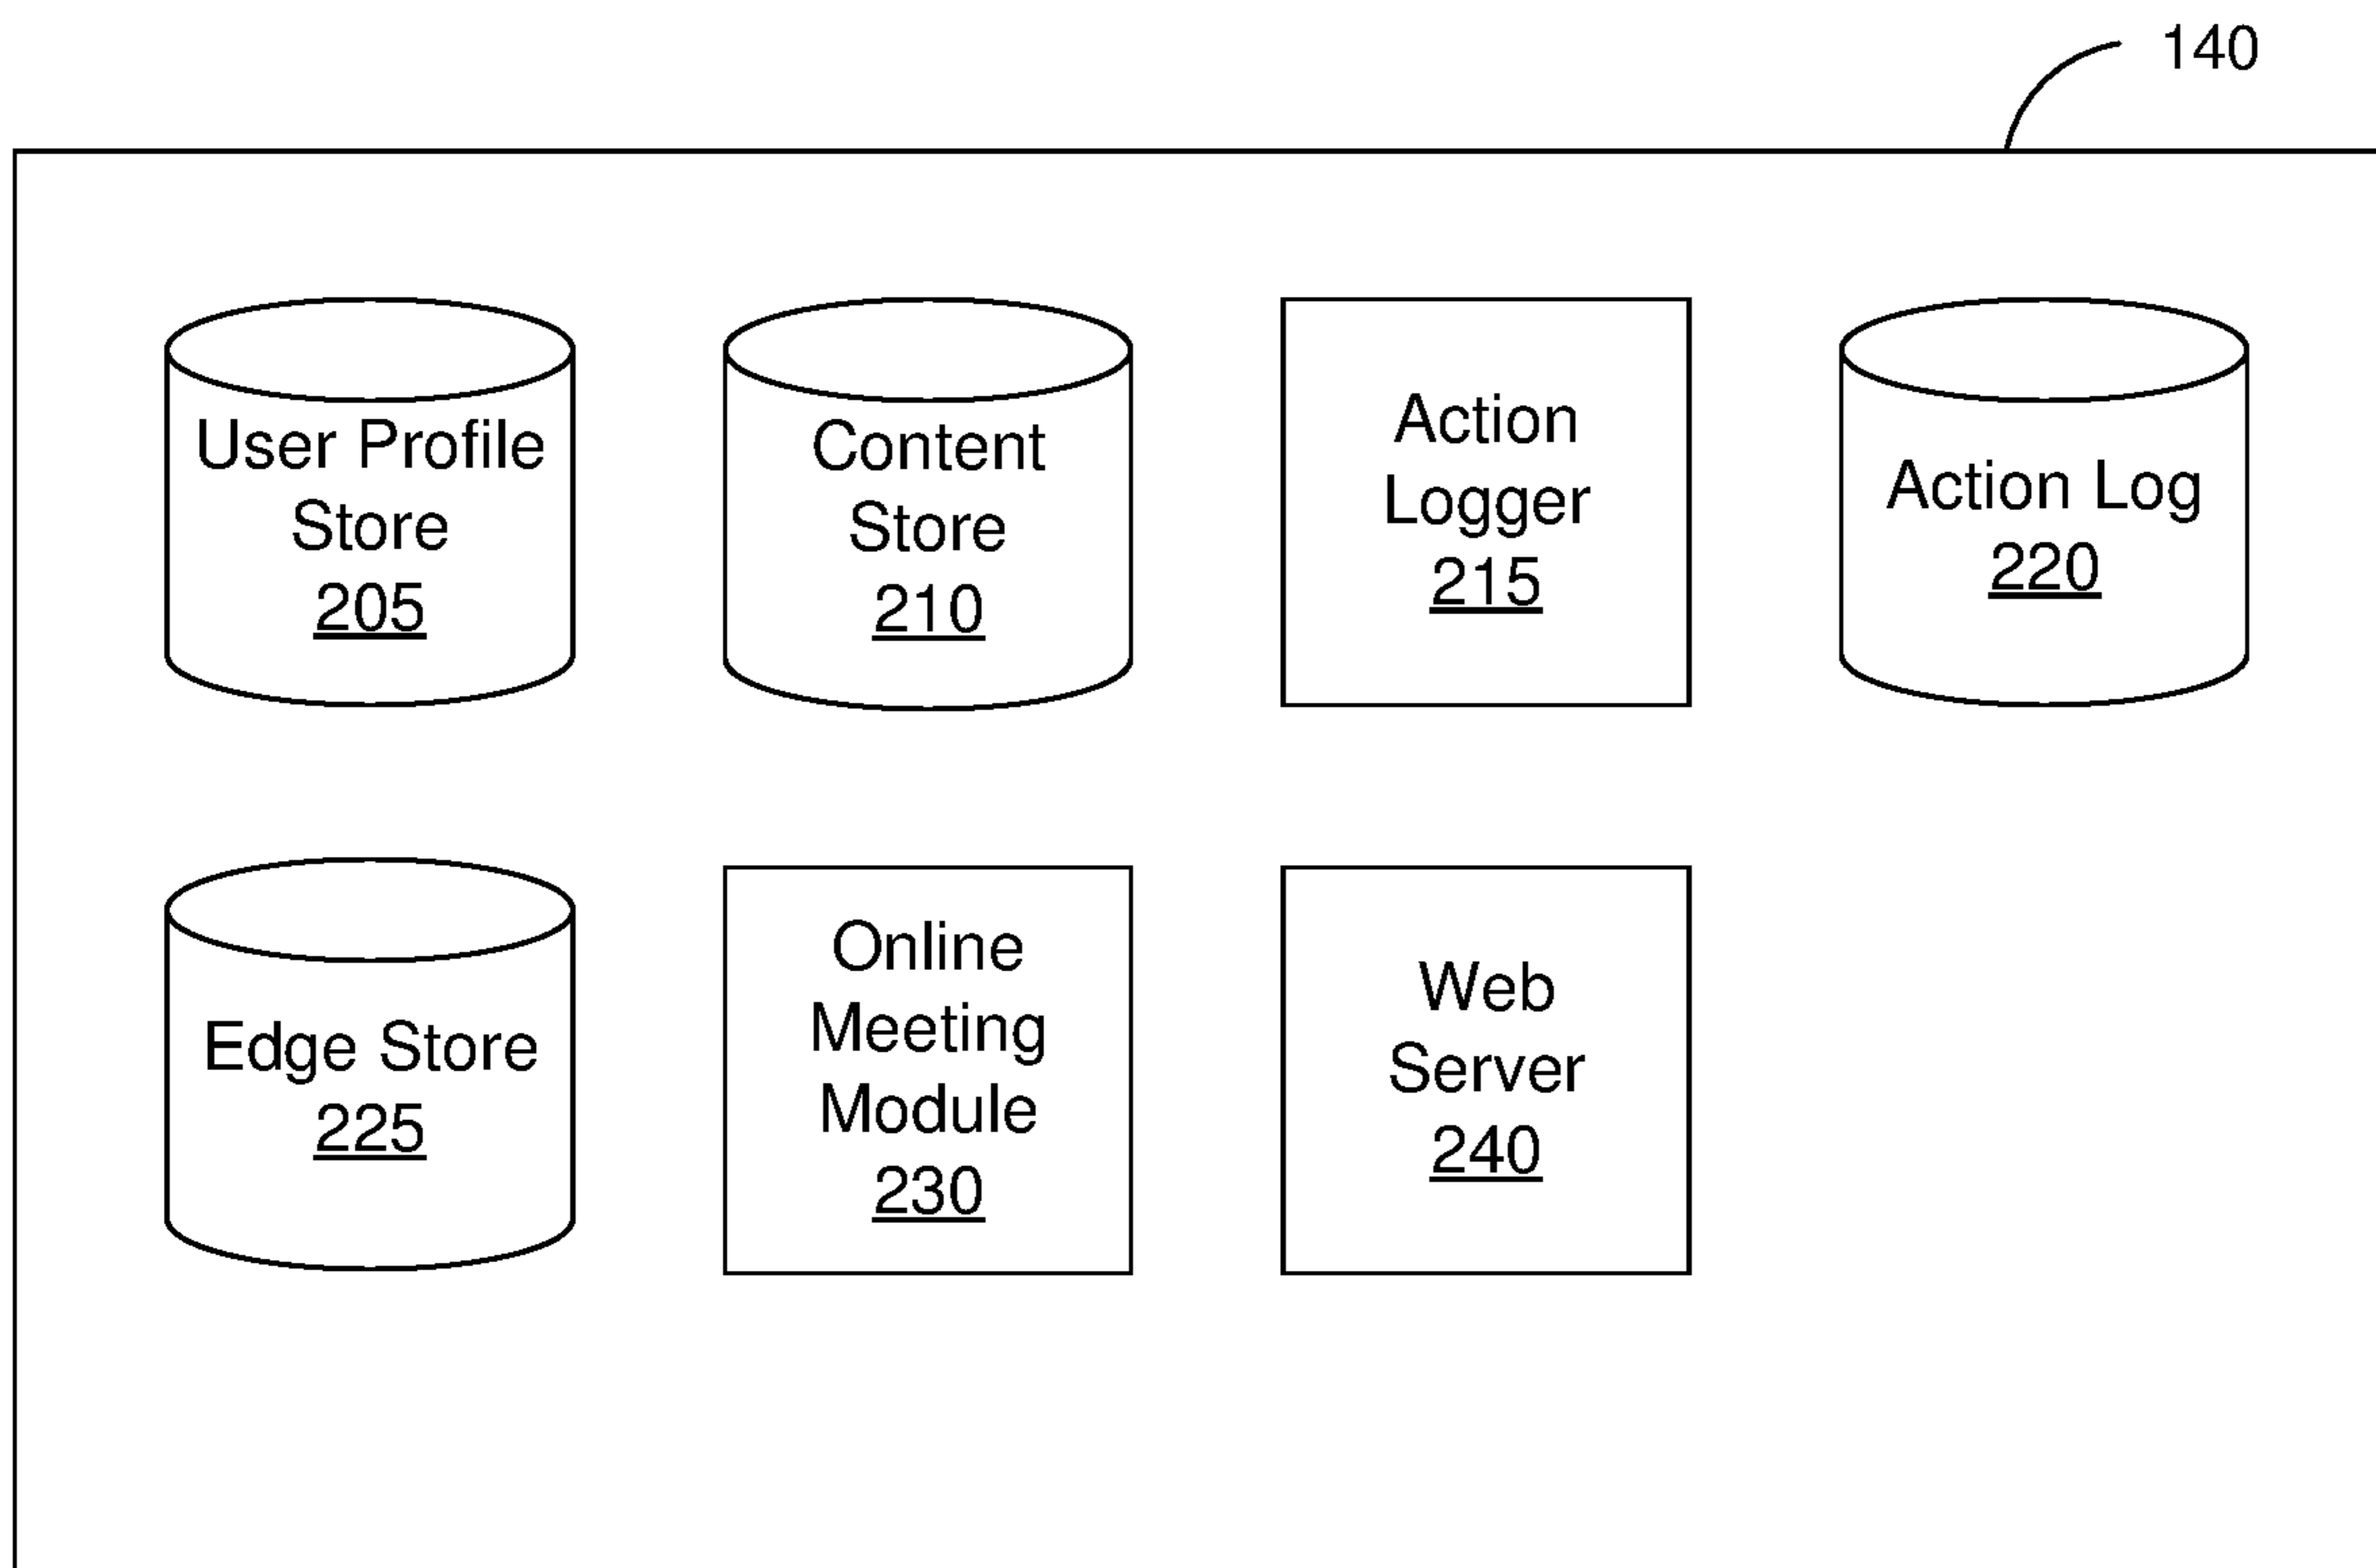 140
User Profile
Store
205
Content
Store
210
Action
Logger
215
Action Log
220
Edge Store
225
Online
Meeting
Module
230
Web
Server
240